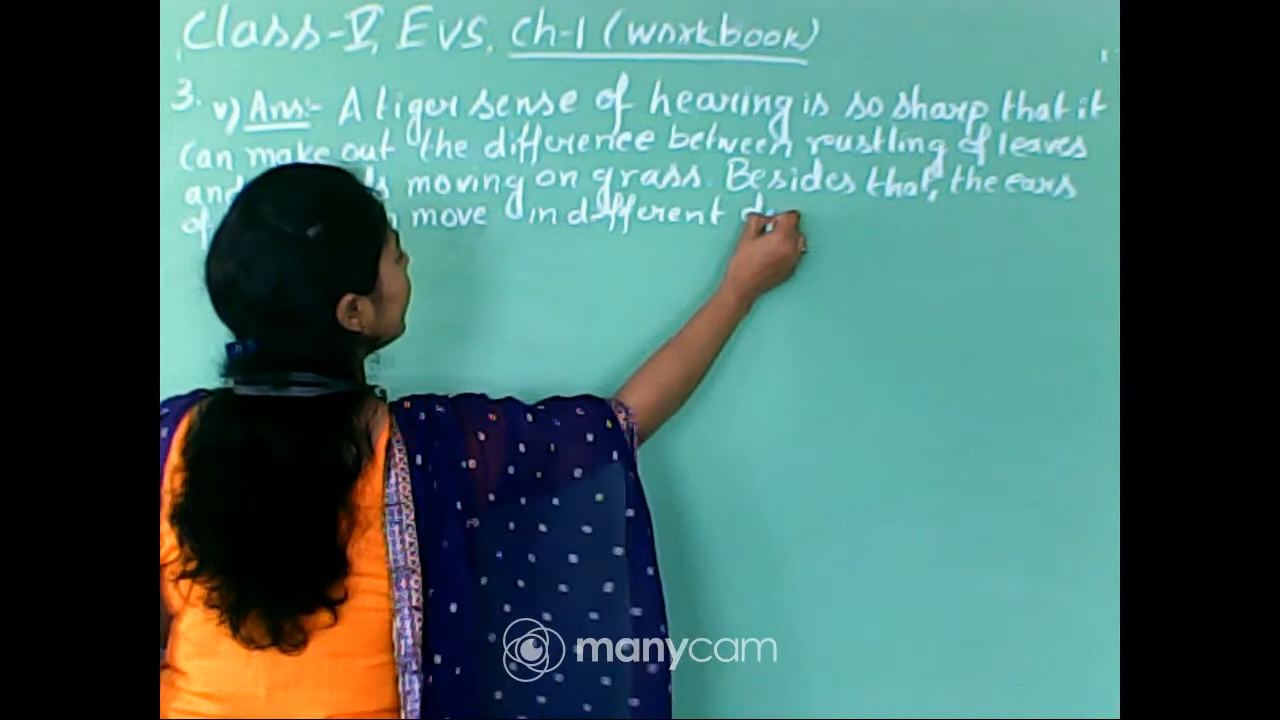 Class-V, EVS. Ch-1 (workbook)
3. v) Ans:- A tiger sense of hearing is so sharp that it
can make out the difference between rustling of leaves
and moving on grass. Besides that, the ears
of move in different
manycam